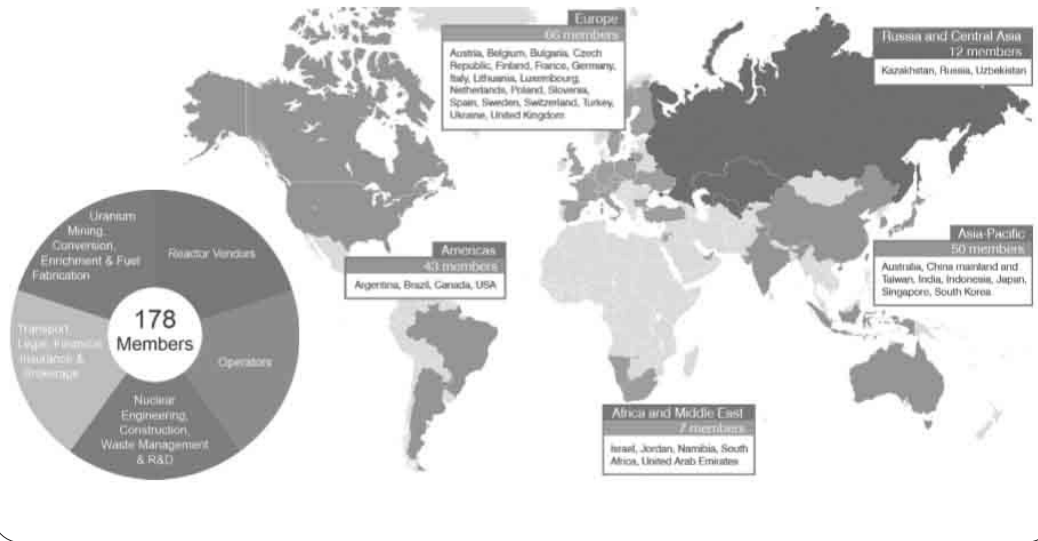 Europe
66 members
Austria, Belgium, Bulgaria, Czech
Republic, Finland, France, Germany,
Italy, Lithuania, Luxembourg,
Netherlands, Poland, Slovenia,
Spain, Sweden, Switzerland, Turkey,
Ukraine, United Kingdom
Russia and Central Asia
12 members
Kazakhstan, Russia, Uzbekistan
Americas
43 members
Argentina, Brazil, Canada, USA
Asia-Pacific
50 members
Australia, China mainland and
Taiwan, India, Indonesia, Japan,
Singapore, South Korea
Africa and Middle East
7 members
Israel, Jordan, Namibia, South
Africa, United Arab Emirates
Uranium
Mining,
Conversion,
Enrichment & Fuel
Fabrication
Reactor Vendors
178
Members
Transport,
Legal, Financial
Insurance &
Brokerage
Operators
Nuclear
Engineering,
Construction,
Waste Management
& R&D